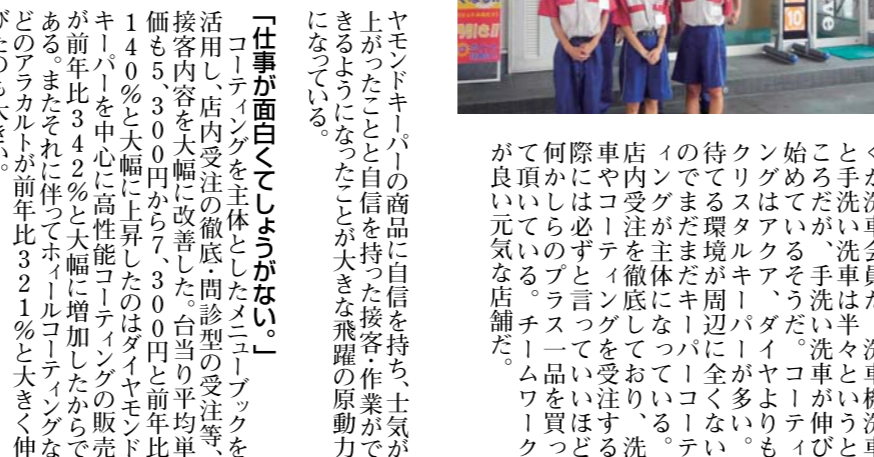 くが洗車会員だ。洗車機洗車
と手洗い洗車は半々というと
ころだが、手洗い洗車が伸び
始めているそうだ。コーティ
ングはアクア、ダイヤよりも
クリスタルキーパーが多い。
待てる環境が周辺に全くない
のでまだまだキーパーコーテ
ィングが主体になっている。
店内受注を徹底しており、洗
車やコーティングを受注する
際には必ずと言っていいほど
何かしらのプラス一品を買っ
て頂いている。チームワーク
が良い元気な店舗だ。
ヤモンドキーパーの商品に自信を持ち、士気が
上がったことと自信を持った接客・作業がで
きるようになったことが大きな飛躍の原動力
になっている。
「仕事が面白くてしょうがない。」
コーティングを主体としたメニューブックを
活用し、店内受注の徹底・問診型の受注等、
接客内容を大幅に改善した。台当り平均単
価も5、300円から7、300円と前年比
140%と大幅に上昇したのはダイヤモンド
キーパーを中心に高性能コーティングの販売
が前年比342%と大幅に増加したからで
ある。またそれに伴ってホィールコーティングな
どのアラカルトが前年比321%と大きく伸
びたのも大きい。
10
ive